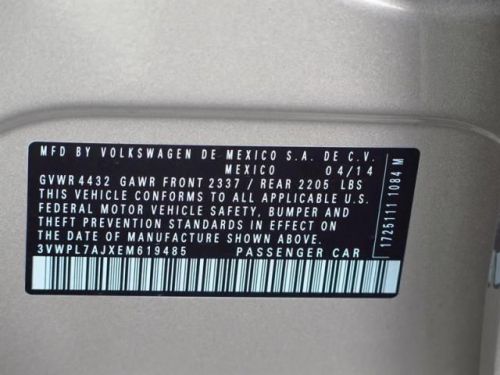 MFD BY VOLKSWAGEN DE MEXICO S.A. DE C.V.
MEXICO 04/14
GVWR 4432 GAWR FRONT 2337 / REAR 2205 LBS
THIS VEHICLE CONFORMS TO ALL APPLICABLE U.S.
FEDERAL MOTOR VEHICLE SAFETY, BUMPER AND
THEFT PREVENTION STANDARDS IN EFFECT ON
THE DATE OF MANUFACTURE SHOWN ABOVE
3VWPL7AJXEM619485 PASSENGER CAR
1725111 1084 M